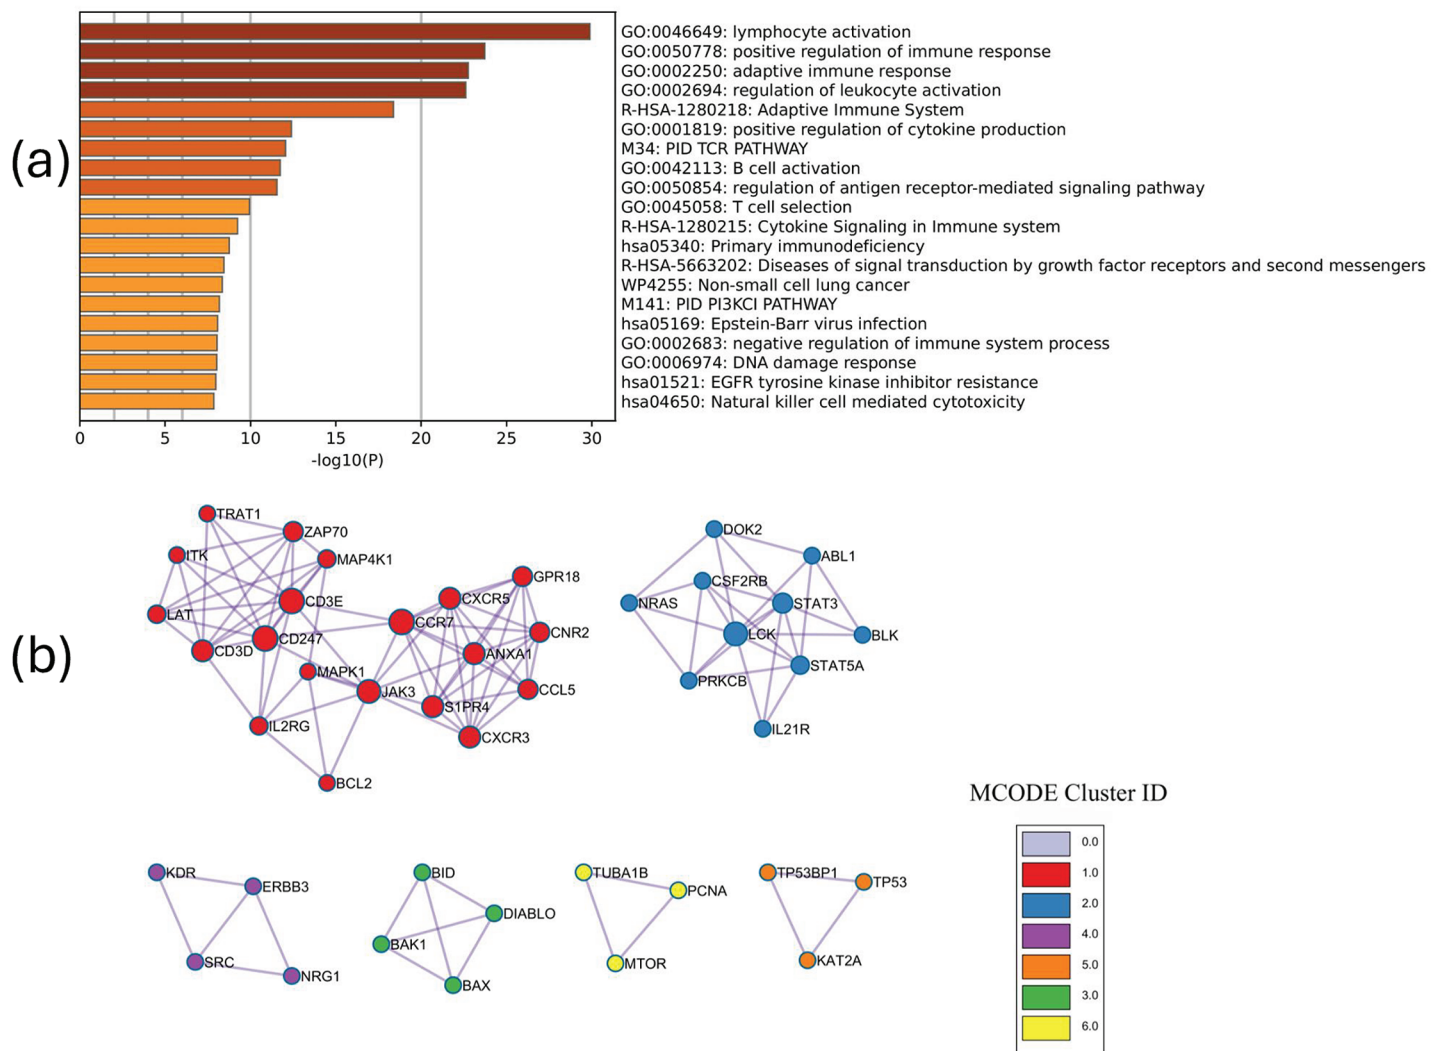 (a)
GO:0046649: lymphocyte activation
GO:0050778: positive regulation of immune response
GO:0002250: adaptive immune response
GO:0002694: regulation of leukocyte activation
R-HSA-1280218: Adaptive Immune System
GO:0001819: positive regulation of cytokine production
M34: PID TCR PATHWAY
GO:0042113: B cell activation
GO:0050854: regulation of antigen receptor-mediated signaling pathway
GO:0045058: T cell selection
R-HSA-1280215: Cytokine Signaling in Immune system
hsa05340: Primary immunodeficiency
R-HSA-5663202: Diseases of signal transduction by growth factor receptors and second messengers
WP4255: Non-small cell lung cancer
M141: PID PI3KCI PATHWAY
hsa05169: Epstein-Barr virus infection
GO:0002683: negative regulation of immune system process
GO:0006974: DNA damage response
hsa01521: EGFR tyrosine kinase inhibitor resistance
hsa04650: Natural killer cell mediated cytotoxicity
0 5 10 15 20 25 30
-log10(P)
(b)
TRAT1
ZAP70
ITK
MAP4K1
CD3E
LAT
CD247
CD3D
MAPK1
JAK3
IL2RG
BCL2
GPR18
CXCR5
CCR7
CNR2
ANXA1
CCL5
S1PR4
CXCR3
DOK2
ABL1
CSF2RB
NRAS
STAT3
LCK
BLK
STAT5A
PRKCB
IL21R
KDR
ERBB3
SRC
NRG1
BID
DIABLO
BAK1
BAX
TUBA1B
PCNA
MTOR
TP53BP1
TP53
KAT2A
MCODE Cluster ID
0.0
1.0
2.0
4.0
5.0
3.0
6.0